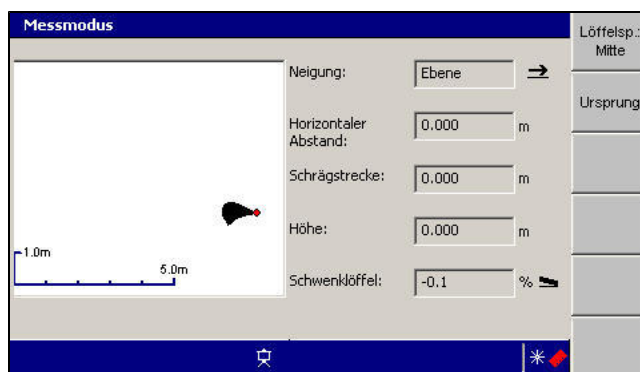 Messmodus
Löffelsp.:
Mitte
Ursprung
Neigung:
Ebene
Horizontaler
Abstand:
0.000
m
Schrägstrecke:
0.000
m
Höhe:
0.000
m
Schwenklöffel:
-0.1
%
1.0m
5.0m